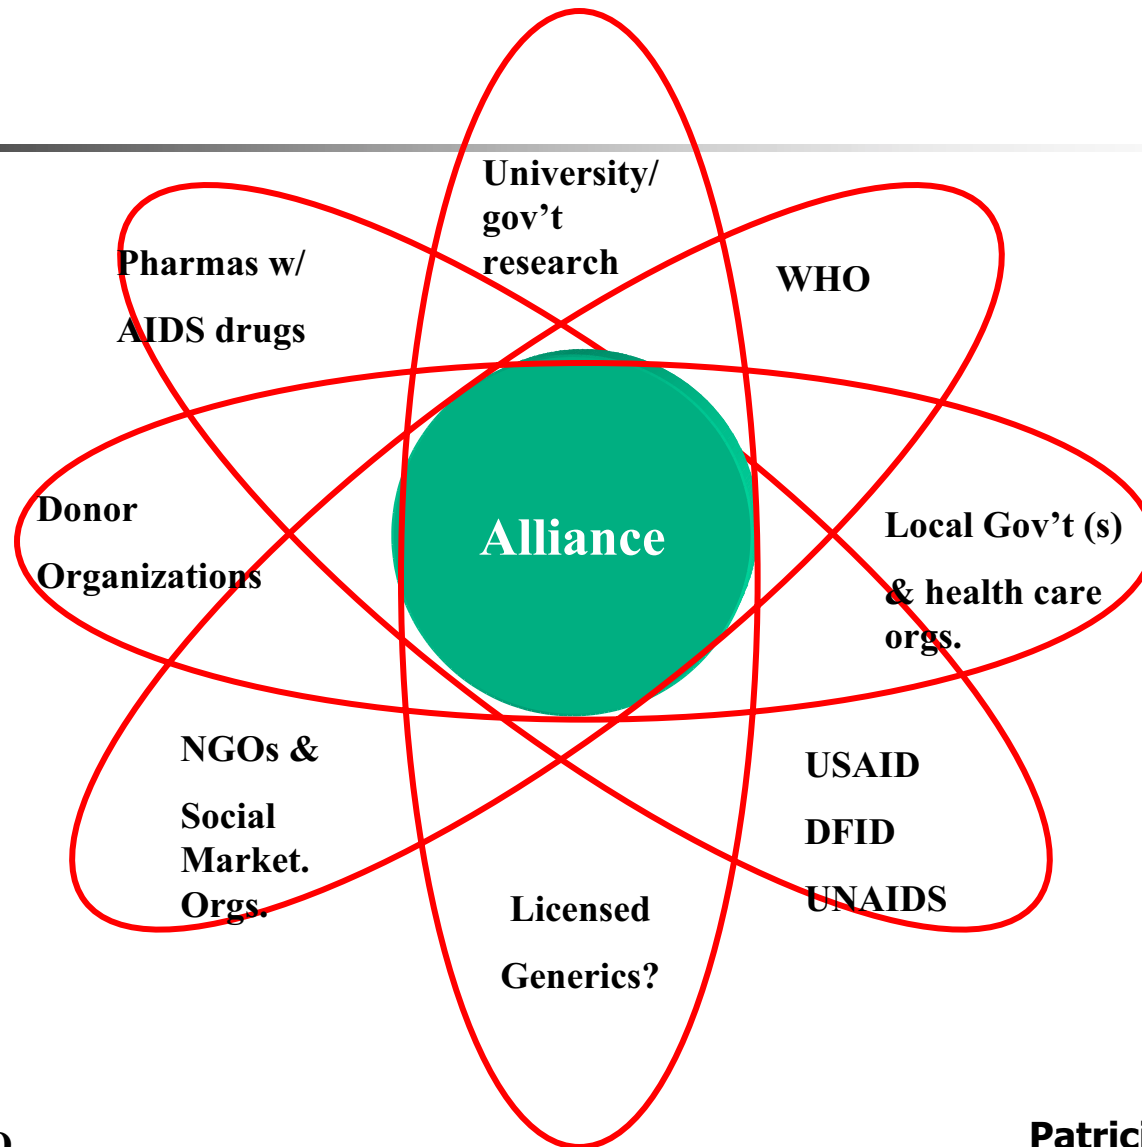 University/
gov’t
research
Pharmas w/
AIDS drugs
WHO
Donor
Organizations
Alliance
Local Gov’t (s)
& health care
orgs.
NGOs &
Social
Market.
Orgs.
USAID
DFID
UNAIDS
Licensed
Generics?